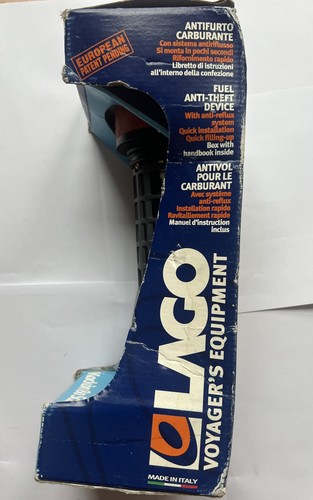 EUROPEAN
PATENT PENDING
ANTIFURTO
CARBURANTE
Con sistema antiriflusso
Si monta in pochi secondi
Rifornimento rapido
Libretto di istruzioni
all'interno della confezione
FUEL
ANTI-THEFT
DEVICE
With anti-reflux
system
Quick installation
Quick filling-up
Box with
handbook inside
ANTIVOL
POUR LE
CARBURANT
Avec système
anti-reflux
Installation rapide
Ravitaillement rapide
Manuel d'instruction
inclus
LAGO
VOYAGER'S EQUIPMENT
MADE IN ITALY